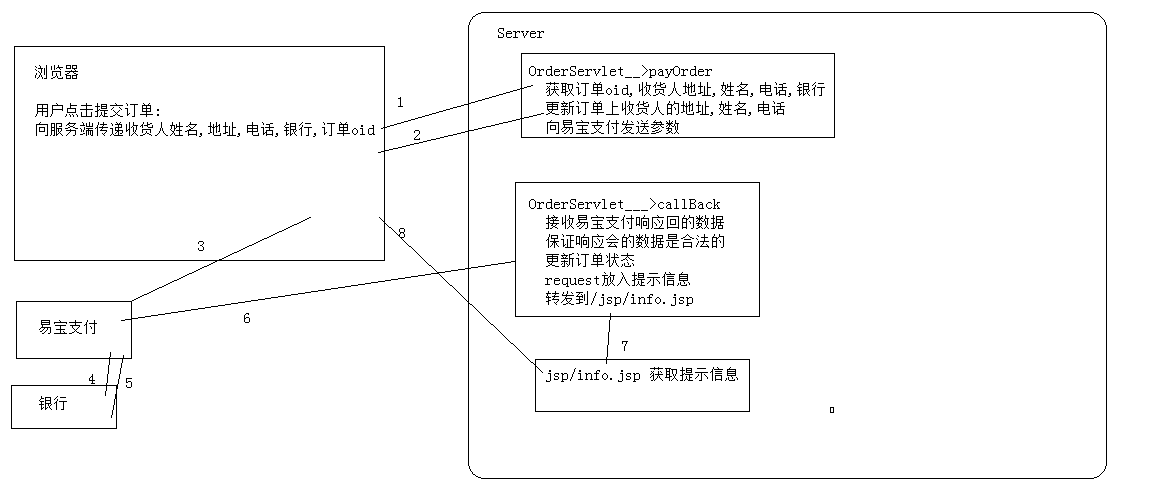 Server
浏览器
用户点击提交订单:
向服务端传递收货人姓名,地址,电话,银行,订单oid
1
2
OrderServlet__>payOrder
获取订单oid,收货人地址,姓名,电话,银行
更新订单上收货人的地址,姓名,电话
向易宝支付发送参数
OrderServlet___>callBack
接收易宝支付响应回的数据
保证响应会的数据是合法的
更新订单状态
request放入提示信息
转发到/jsp/info.jsp
3
8
6
7
易宝支付
4
5
银行
jsp/info.jsp 获取提示信息